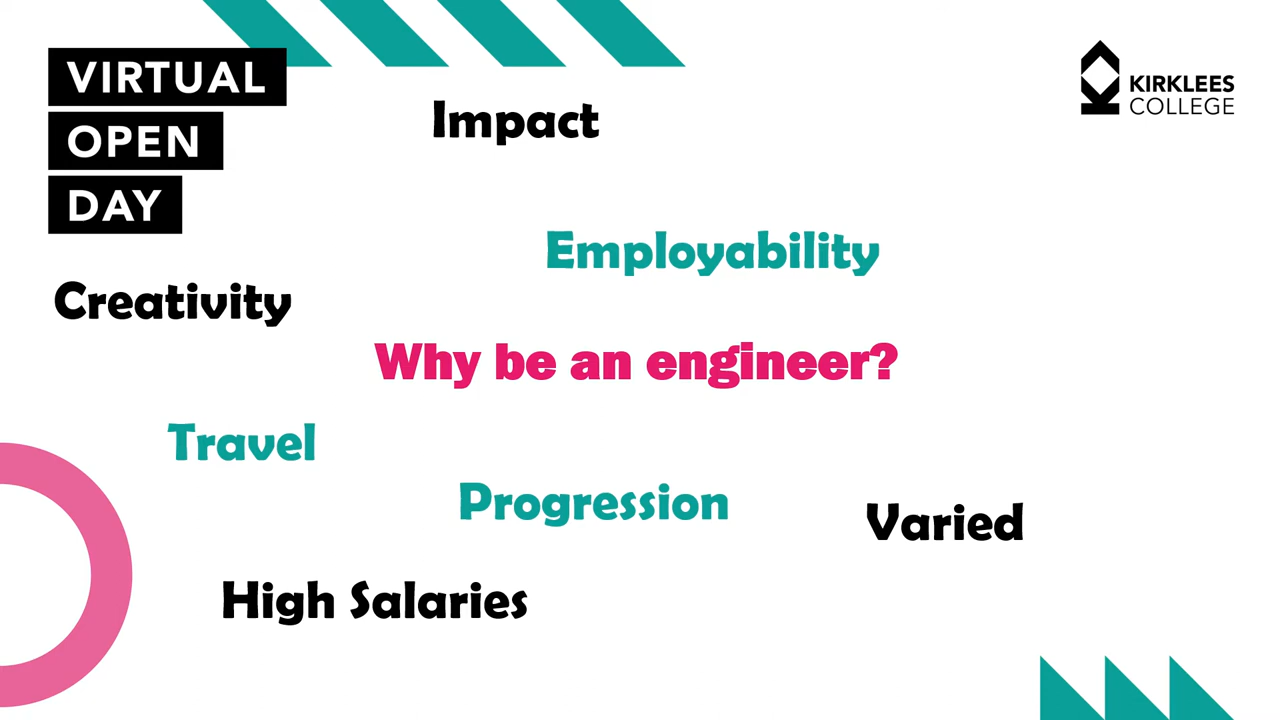 VIRTUAL
OPEN
DAY
KIRKLEES
COLLEGE
Impact
Employability
Creativity
Why be an engineer?
Travel
Progression
Varied
High Salaries